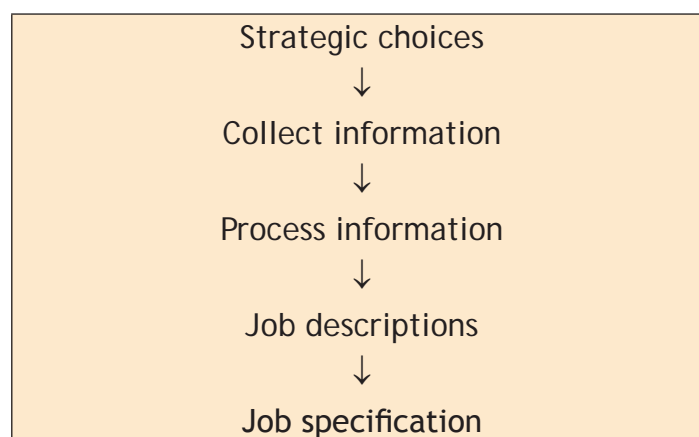 Strategic choices
↓
Collect information
↓
Process information
↓
Job descriptions
↓
Job specification